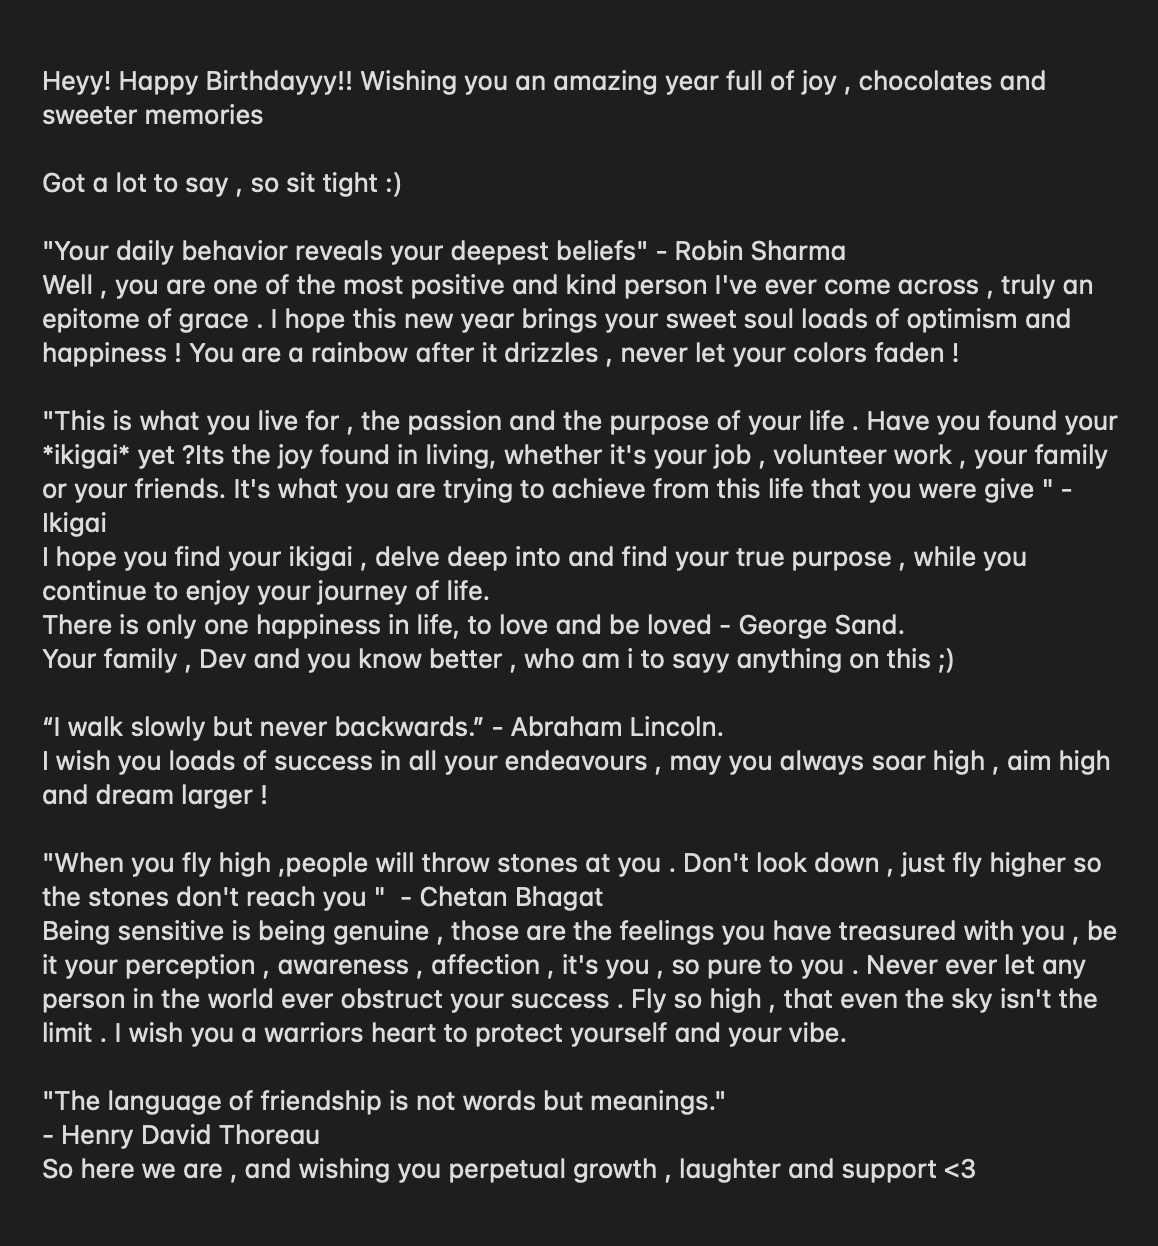 Heyy! Happy Birthdayyy!! Wishing you an amazing year full of joy , chocolates and
sweeter memories
Got a lot to say , so sit tight :)
"Your daily behavior reveals your deepest beliefs" - Robin Sharma
Well , you are one of the most positive and kind person I've ever come across , truly an
epitome of grace . I hope this new year brings your sweet soul loads of optimism and
happiness ! You are a rainbow after it drizzles , never let your colors faden !
"This is what you live for , the passion and the purpose of your life . Have you found your
*ikigai* yet ?Its the joy found in living, whether it's your job , volunteer work , your family
or your friends. It's what you are trying to achieve from this life that you were give " -
Ikigai
I hope you find your ikigai , delve deep into and find your true purpose , while you
continue to enjoy your journey of life.
There is only one happiness in life, to love and be loved - George Sand.
Your family , Dev and you know better , who am i to sayy anything on this ;)
“I walk slowly but never backwards.” - Abraham Lincoln.
I wish you loads of success in all your endeavours , may you always soar high , aim high
and dream larger !
"When you fly high ,people will throw stones at you . Don't look down , just fly higher so
the stones don't reach you "  - Chetan Bhagat
Being sensitive is being genuine , those are the feelings you have treasured with you , be
it your perception , awareness , affection , it's you , so pure to you . Never ever let any
person in the world ever obstruct your success . Fly so high , that even the sky isn't the
limit . I wish you a warriors heart to protect yourself and your vibe.
"The language of friendship is not words but meanings."
- Henry David Thoreau
So here we are , and wishing you perpetual growth , laughter and support <3